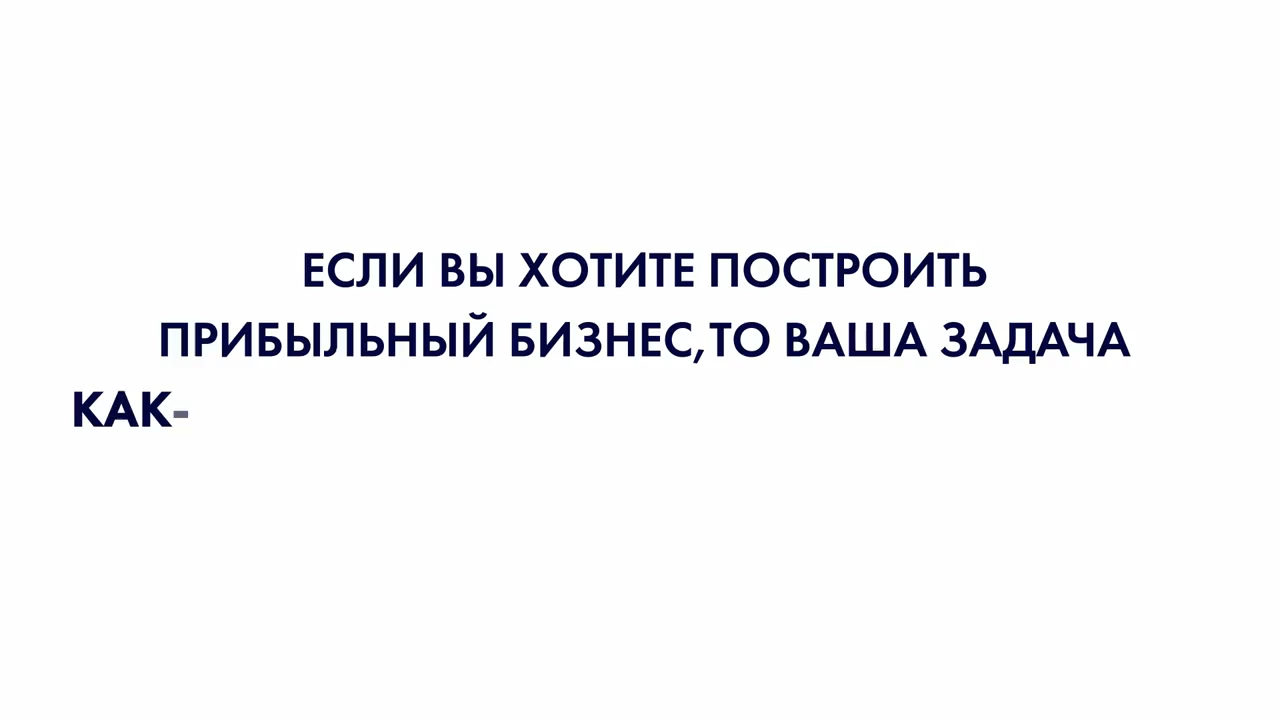 ЕСЛИ ВЫ ХОТИТЕ ПОСТРОИТЬ
ПРИБЫЛЬНЫЙ БИЗНЕС,ТО ВАША ЗАДАЧА
КАК-